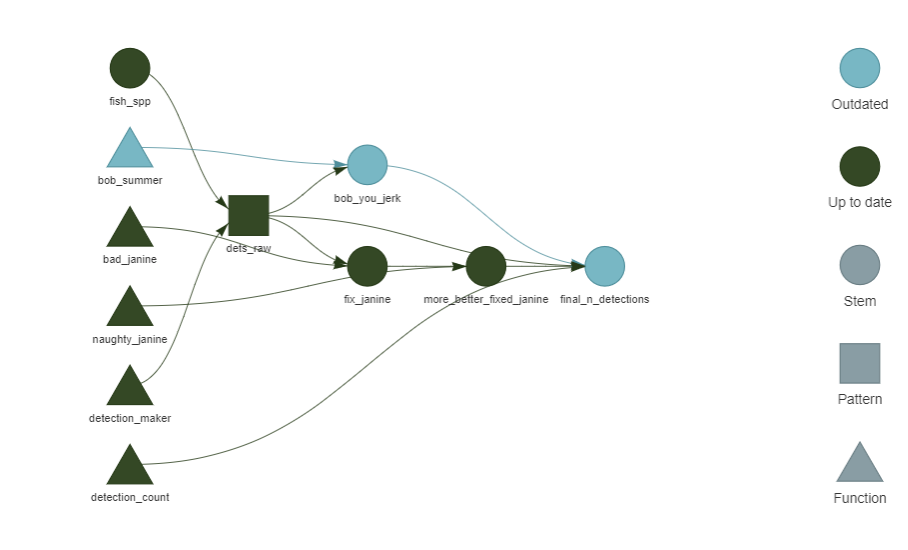 fish_spp
bob_summer
bad_janine
naughty_janine
detection_maker
detection_count
dets_raw
bob_you_jerk
fix_janine
more_better_fixed_janine
final_n_detections
Outdated
Up to date
Stem
Pattern
Function